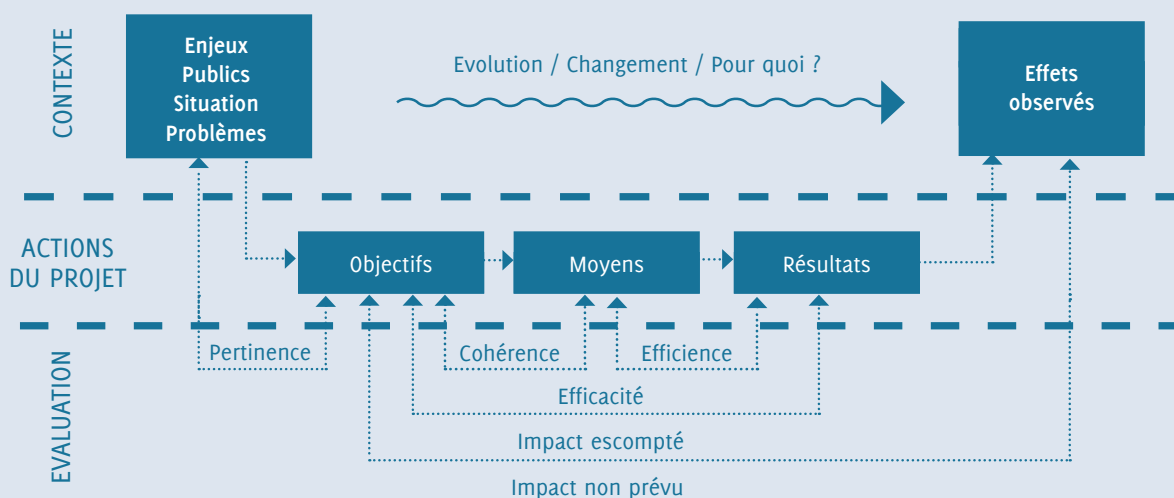 CONTEXTE
Enjeux
Publics
Situation
Problèmes
Evolution / Changement / Pour quoi ?
Effets
observés
ACTIONS
DU PROJET
Objectifs
Moyens
Résultats
EVALUATION
Pertinence
Cohérence
Efficience
Efficacité
Impact escompté
Impact non prévu